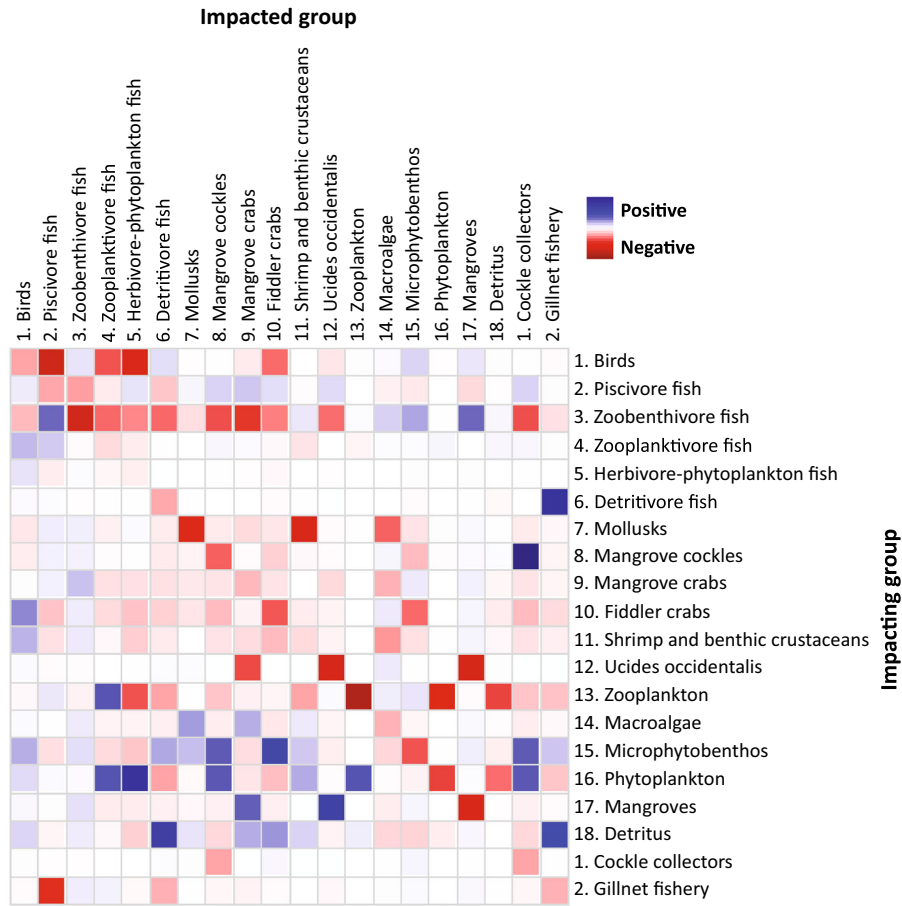 Impacted group
1. Birds
2. Piscivore fish
3. Zoobenthivore fish
4. Zooplanktivore fish
5. Herbivore-phytoplankton fish
6. Detritivore fish
7. Mollusks
8. Mangrove cockles
9. Mangrove crabs
10. Fiddler crabs
11. Shrimp and benthic crustaceans
12. Ucides occidentalis
13. Zooplankton
14. Macroalgae
15. Microphytobenthos
16. Phytoplankton
17. Mangroves
18. Detritus
1. Cockle collectors
2. Gillnet fishery
Positive
Negative
1. Birds
2. Piscivore fish
3. Zoobenthivore fish
4. Zooplanktivore fish
5. Herbivore-phytoplankton fish
6. Detritivore fish
7. Mollusks
8. Mangrove cockles
9. Mangrove crabs
10. Fiddler crabs
11. Shrimp and benthic crustaceans
12. Ucides occidentalis
13. Zooplankton
14. Macroalgae
15. Microphytobenthos
16. Phytoplankton
17. Mangroves
18. Detritus
1. Cockle collectors
2. Gillnet fishery
Impacting group